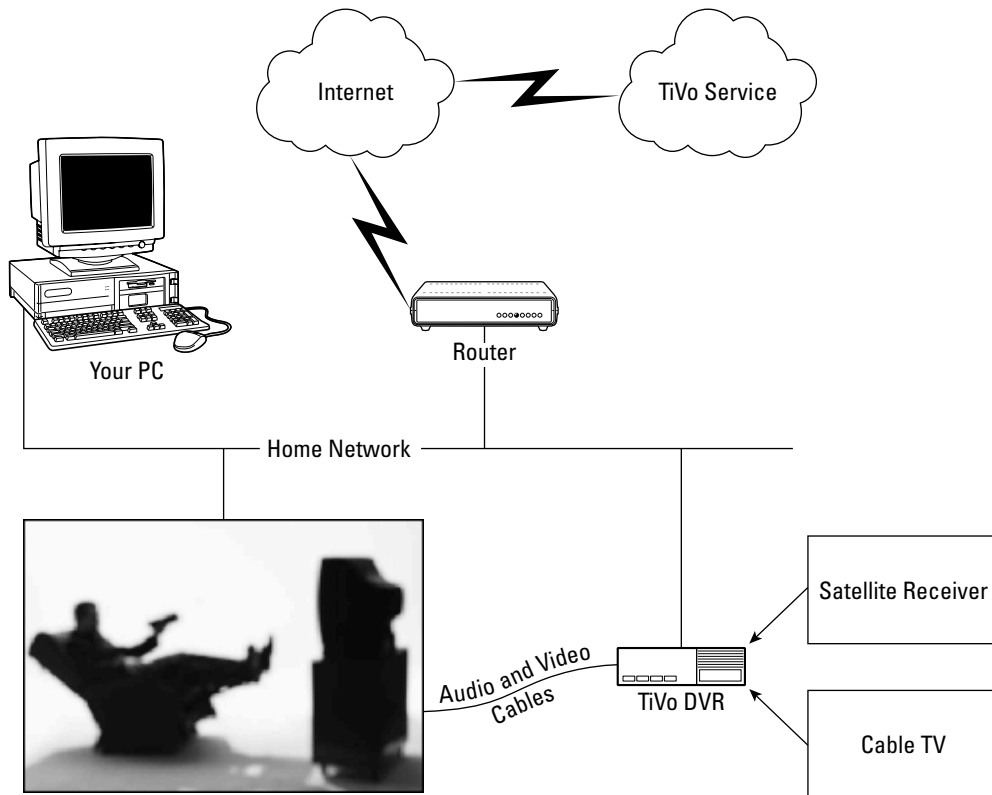 Internet
TiVo Service
Your PC
Router
Home Network
Satellite Receiver
Audio and Video
Cables
TiVo DVR
Cable TV